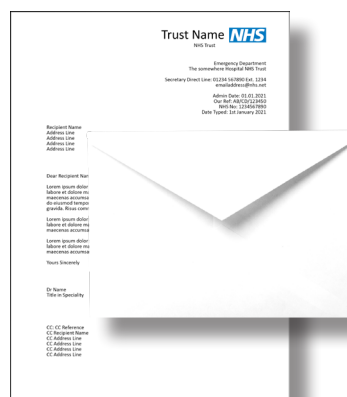 Trust Name NHS
NHS Trust
Emergency Department
The somewhere Hospital NHS Trust
Secretary Direct Line: 01234 567890 Ext. 1234
emailaddress@nhs.net
Admin Date: 01.01.2021
Our Ref: AB/CD/123450
NHS No: 1234567890
Date Typed: 1st January 2021
Recipient Name
Address Line
Address Line
Address Line
Address Line
Dear Recipient
Lorem ipsum dolor
labore et dolore
maecenas accumsa
do eiusmod tempo
gravida. Risus com
Lorem ipsum dolor
labore et dolore
maecenas accumsa
Lorem ipsum dolor
labore et dolore
maecenas accumsa
Yours Sincerely
Dr Name
Title in Speciality
CC: CC Reference
CC Recipient Name
CC Address Line
CC Address Line
CC Address Line
CC Address Line